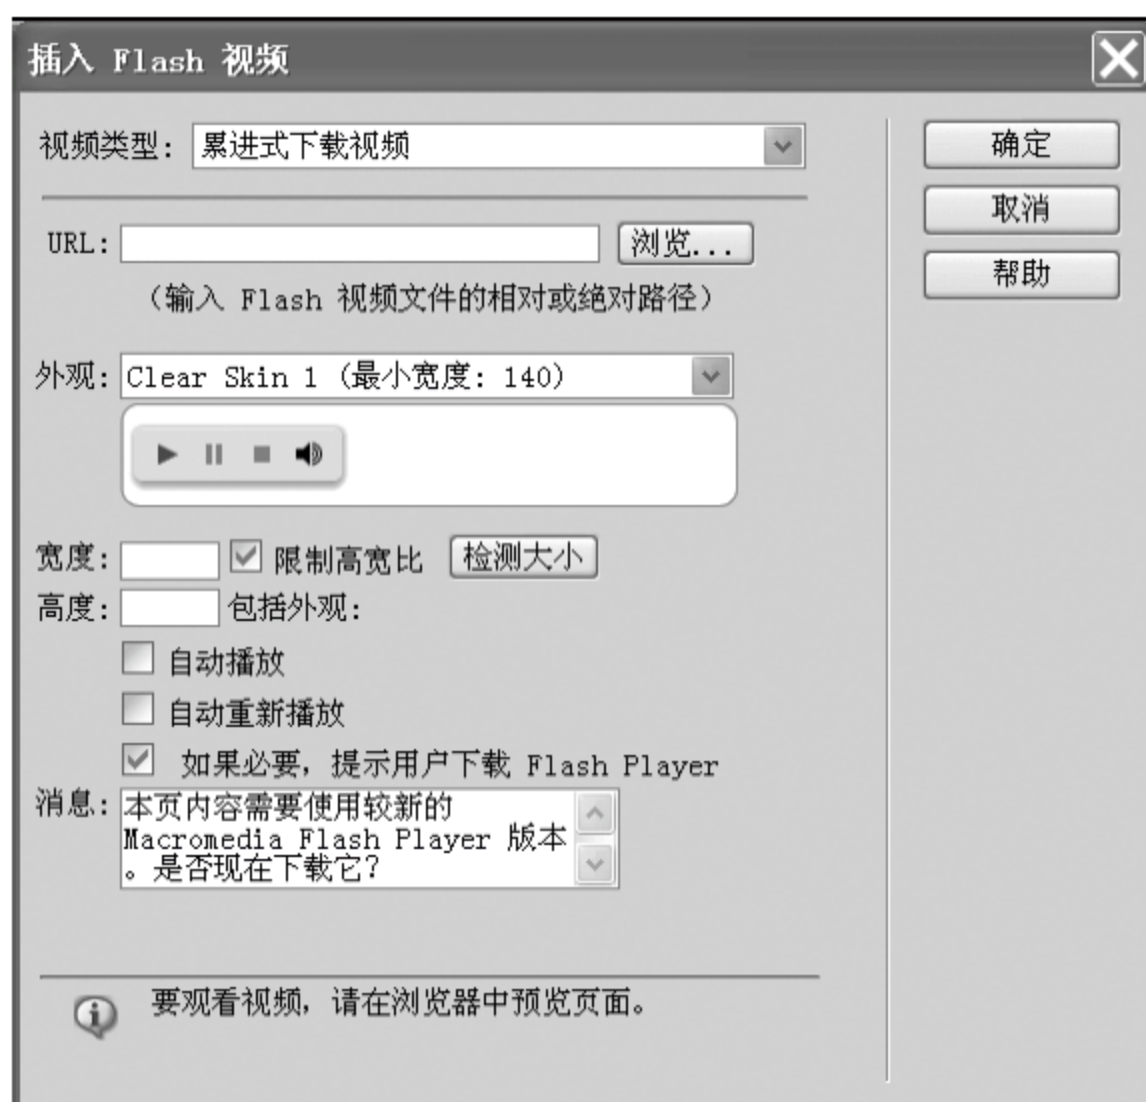 插入 Flash 视频
视频类型: 累进式下载视频
确定
取消
帮助
URL: 浏览...
（输入 Flash 视频文件的相对或绝对路径）
外观: Clear Skin 1 (最小宽度: 140)
宽度: 限制高宽比 检测大小
高度: 包括外观:
自动播放
自动重新播放
如果必要，提示用户下载 Flash Player
消息: 本页内容需要使用较新的
Macromedia Flash Player 版本
。是否现在下载它?
要观看视频，请在浏览器中预览页面。